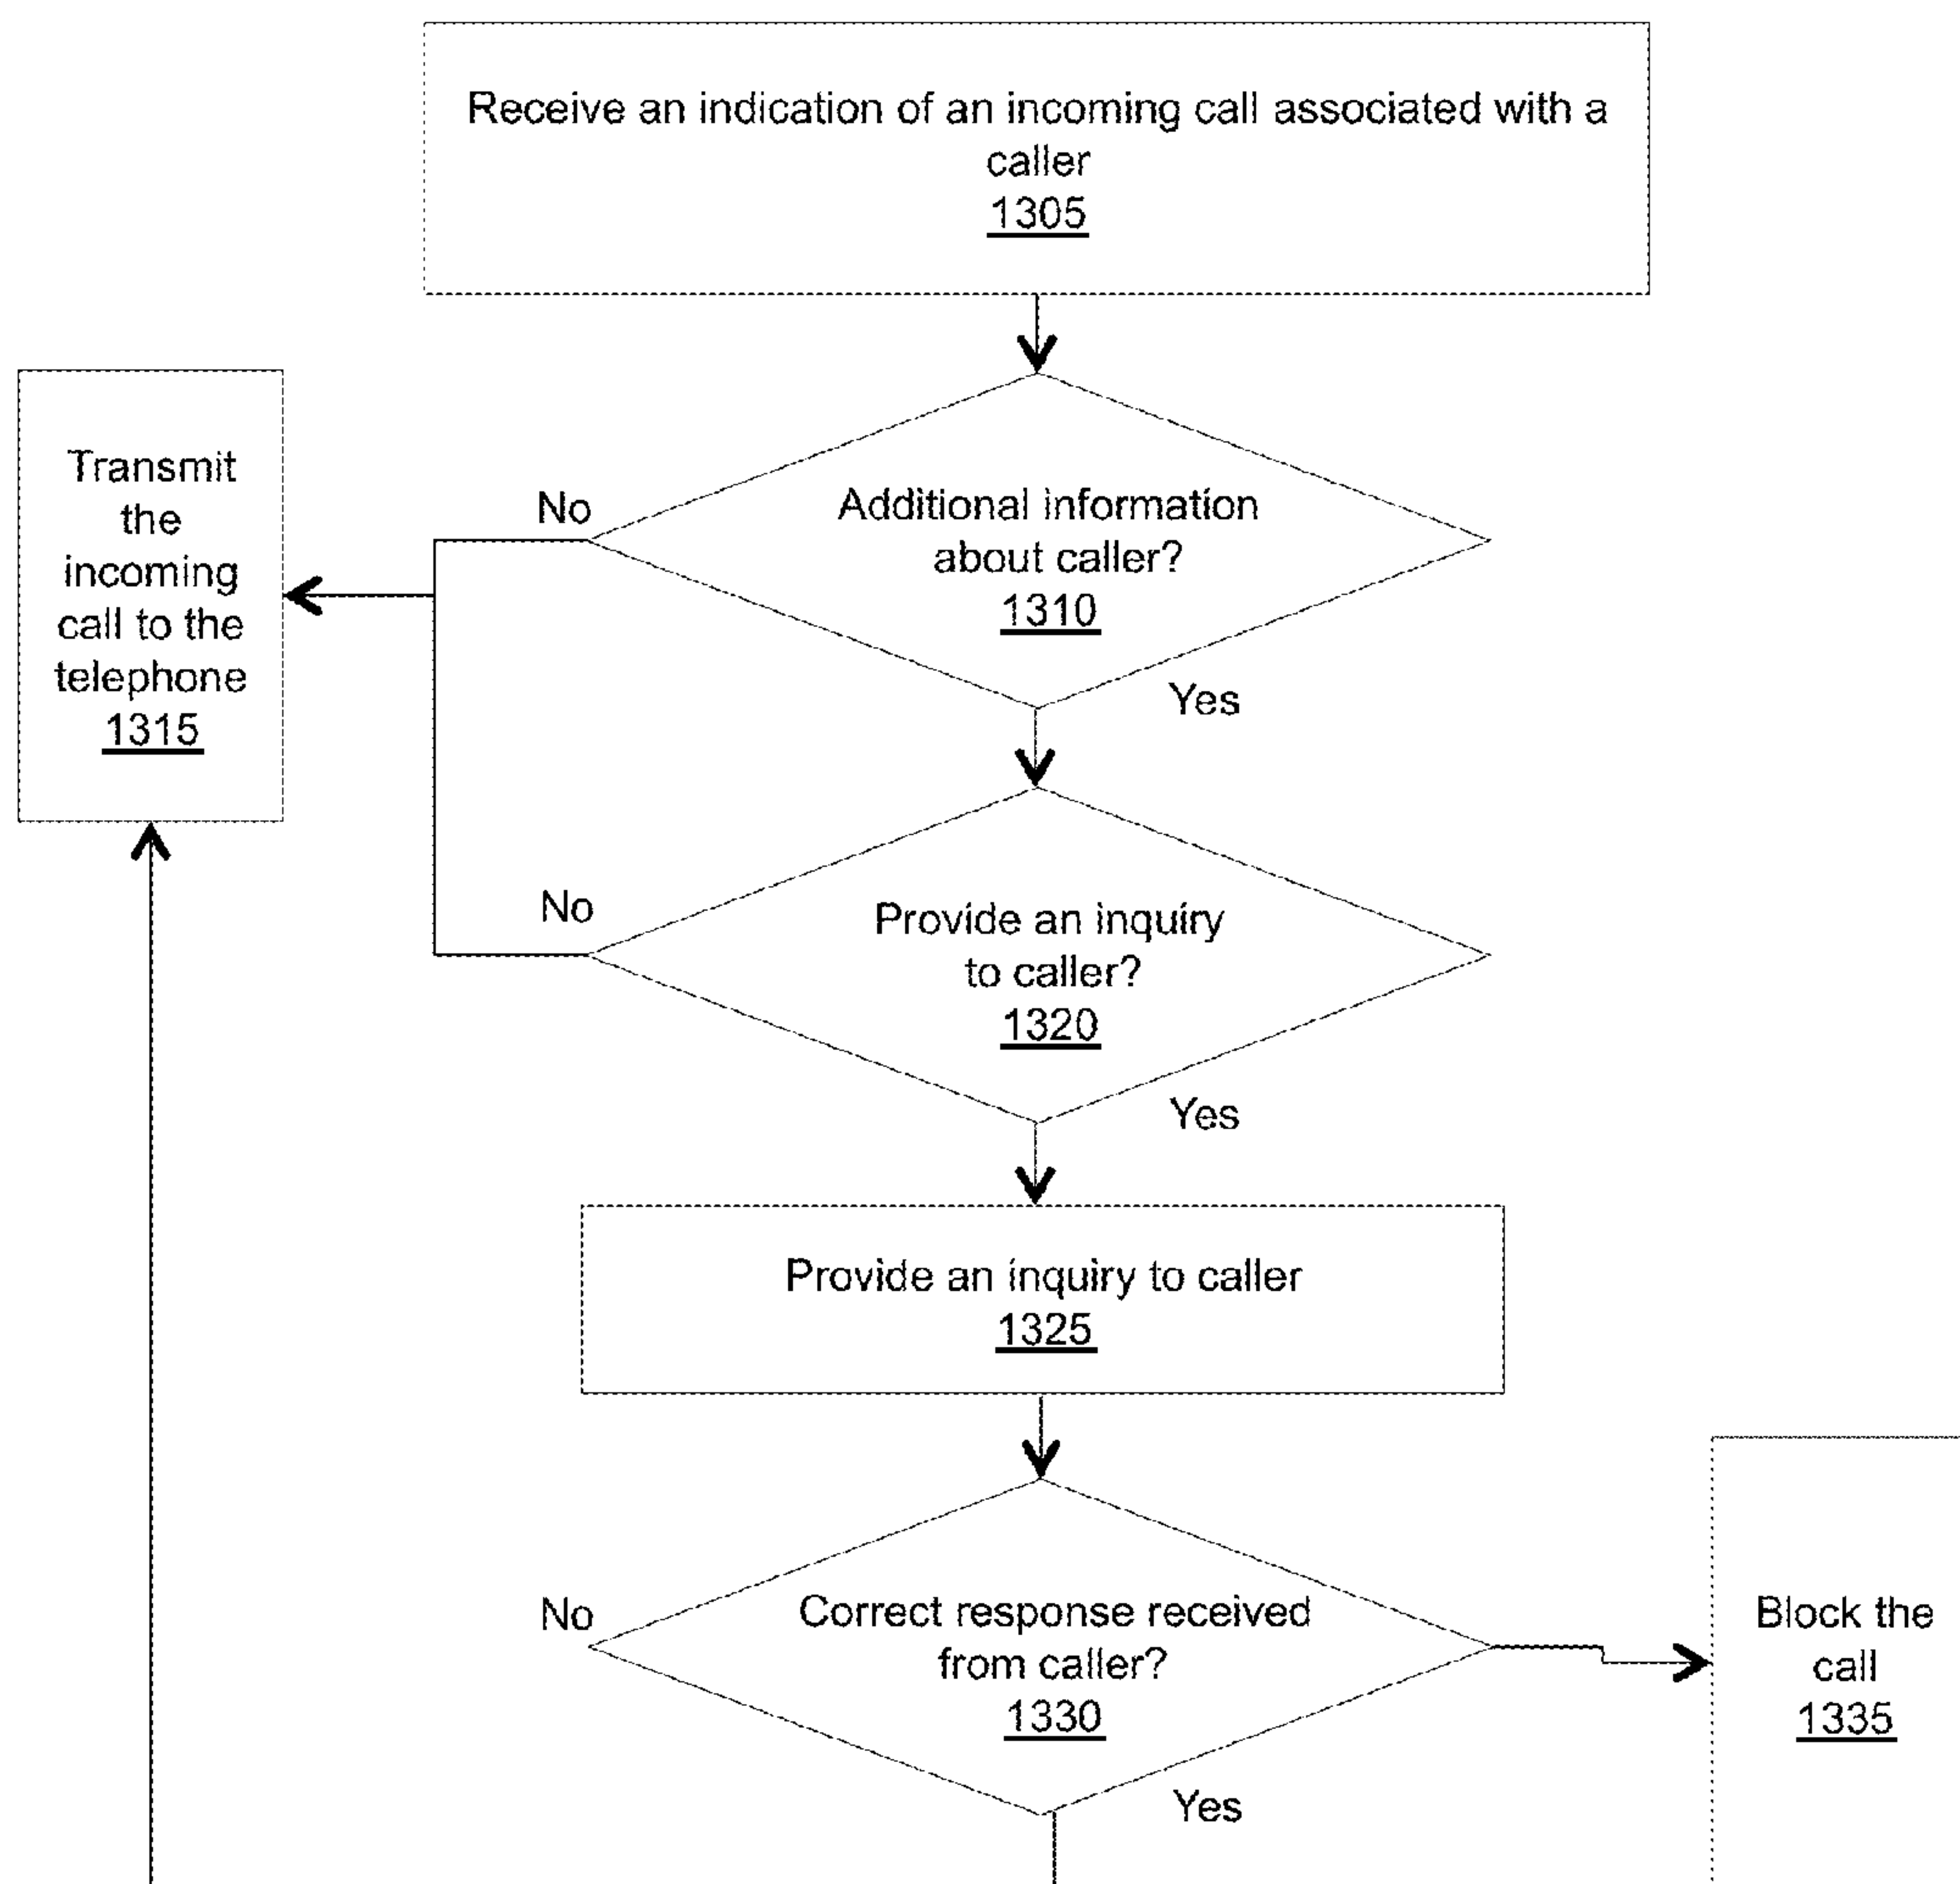 Receive an indication of an incoming call associated with a
caller
1305
Transmit
the
incoming
call to the
telephone
1315
No
Additional information
about caller?
1310
Yes
No
Provide an inquiry
to caller?
1320
Yes
Provide an inquiry to caller
1325
No
Correct response received
from caller?
1330
Yes
Block the
call
1335